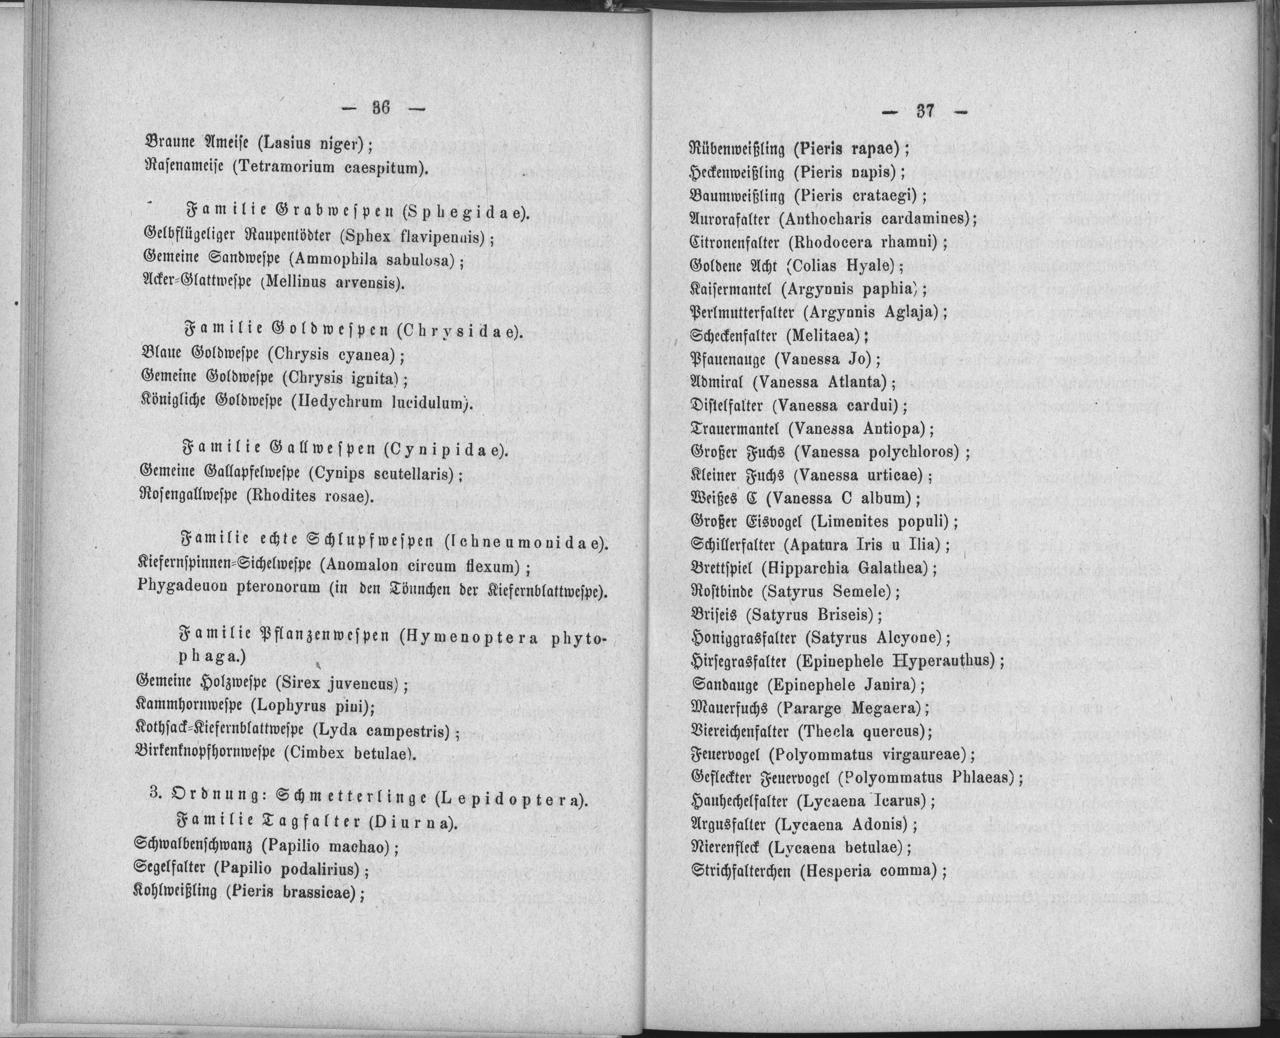 — 36 —
Braune Ameise (Lasius niger);
Rasenameise (Tetramorium caespitum).
Familie Grabwespen (Sphegidae).
Gelbflügeliger Raupentödter (Sphex flavipennis);
Gemeine Sandwespe (Ammophila sabulosa);
Acker-Glattwespe (Mellinus arvensis).
Familie Goldwespen (Chrysidae).
Blaue Goldwespe (Chrysis cyanea);
Gemeine Goldwespe (Chrysis ignita);
Königliche Goldwespe (Hedychrum lucidulum).
Familie Gallwespen (Cynipidae).
Gemeine Gallapfelwespe (Cynips scutellaris);
Rosengallwespe (Rhodites rosae).
Familie echte Schlupfwespen (Ichneumonidae).
Kiefernspinnen-Sichelwespe (Anomalon circum flexum);
Phygadeuon pteronorum (in den Tönnchen der Kiefernblattwespe).
Familie Pflanzenwespen (Hymenoptera phyto-
phaga.)
Gemeine Holzwespe (Sirex juvencus);
Kammhornwespe (Lophyrus pini);
Kothsack-Kiefernblattwespe (Lyda campestris);
Birkenknopfhornwespe (Cimbex betulae).
3. Ordnung: Schmetterlinge (Lepidoptera).
Familie Tagfalter (Diurna).
Schwalbenschwanz (Papilio machao);
Segelfalter (Papilio podalirius);
Kohlweißling (Pieris brassicae);
— 37 —
Rübenweißling (Pieris rapae);
Heckenweißling (Pieris napis);
Baumweißling (Pieris crataegi);
Aurorafalter (Anthocharis cardamines);
Citronenfalter (Rhodocera rhamni);
Goldene Acht (Colias Hyale);
Kaisermantel (Argynnis paphia);
Perlmutterfalter (Argynnis Aglaja);
Scheckenfalter (Melitaea);
Pfauenauge (Vanessa Jo);
Admiral (Vanessa Atlanta);
Distelfalter (Vanessa cardui);
Trauermantel (Vanessa Antiopa);
Großer Fuchs (Vanessa polychloros);
Kleiner Fuchs (Vanessa urticae);
Weißes C (Vanessa C album);
Großer Eisvogel (Limenites populi);
Schillerfalter (Apatura Iris u Ilia);
Brettspiel (Hipparchia Galathea);
Rostbinde (Satyrus Semele);
Briseis (Satyrus Briseis);
Honiggrasfalter (Satyrus Alcyone);
Hirsegrasfalter (Epinephele Hyperanthus);
Sandauge (Epinephele Janira);
Mauerfuchs (Pararge Megaera);
Viereichenfalter (Thecla quercus);
Feuervogel (Polyommatus virgaureae);
Gefleckter Feuervogel (Polyommatus Phlaeas);
Hauhechelfalter (Lycaena Icarus);
Argusfalter (Lycaena Adonis);
Nierenfleck (Lycaena betulae);
Strichfalterchen (Hesperia comma);